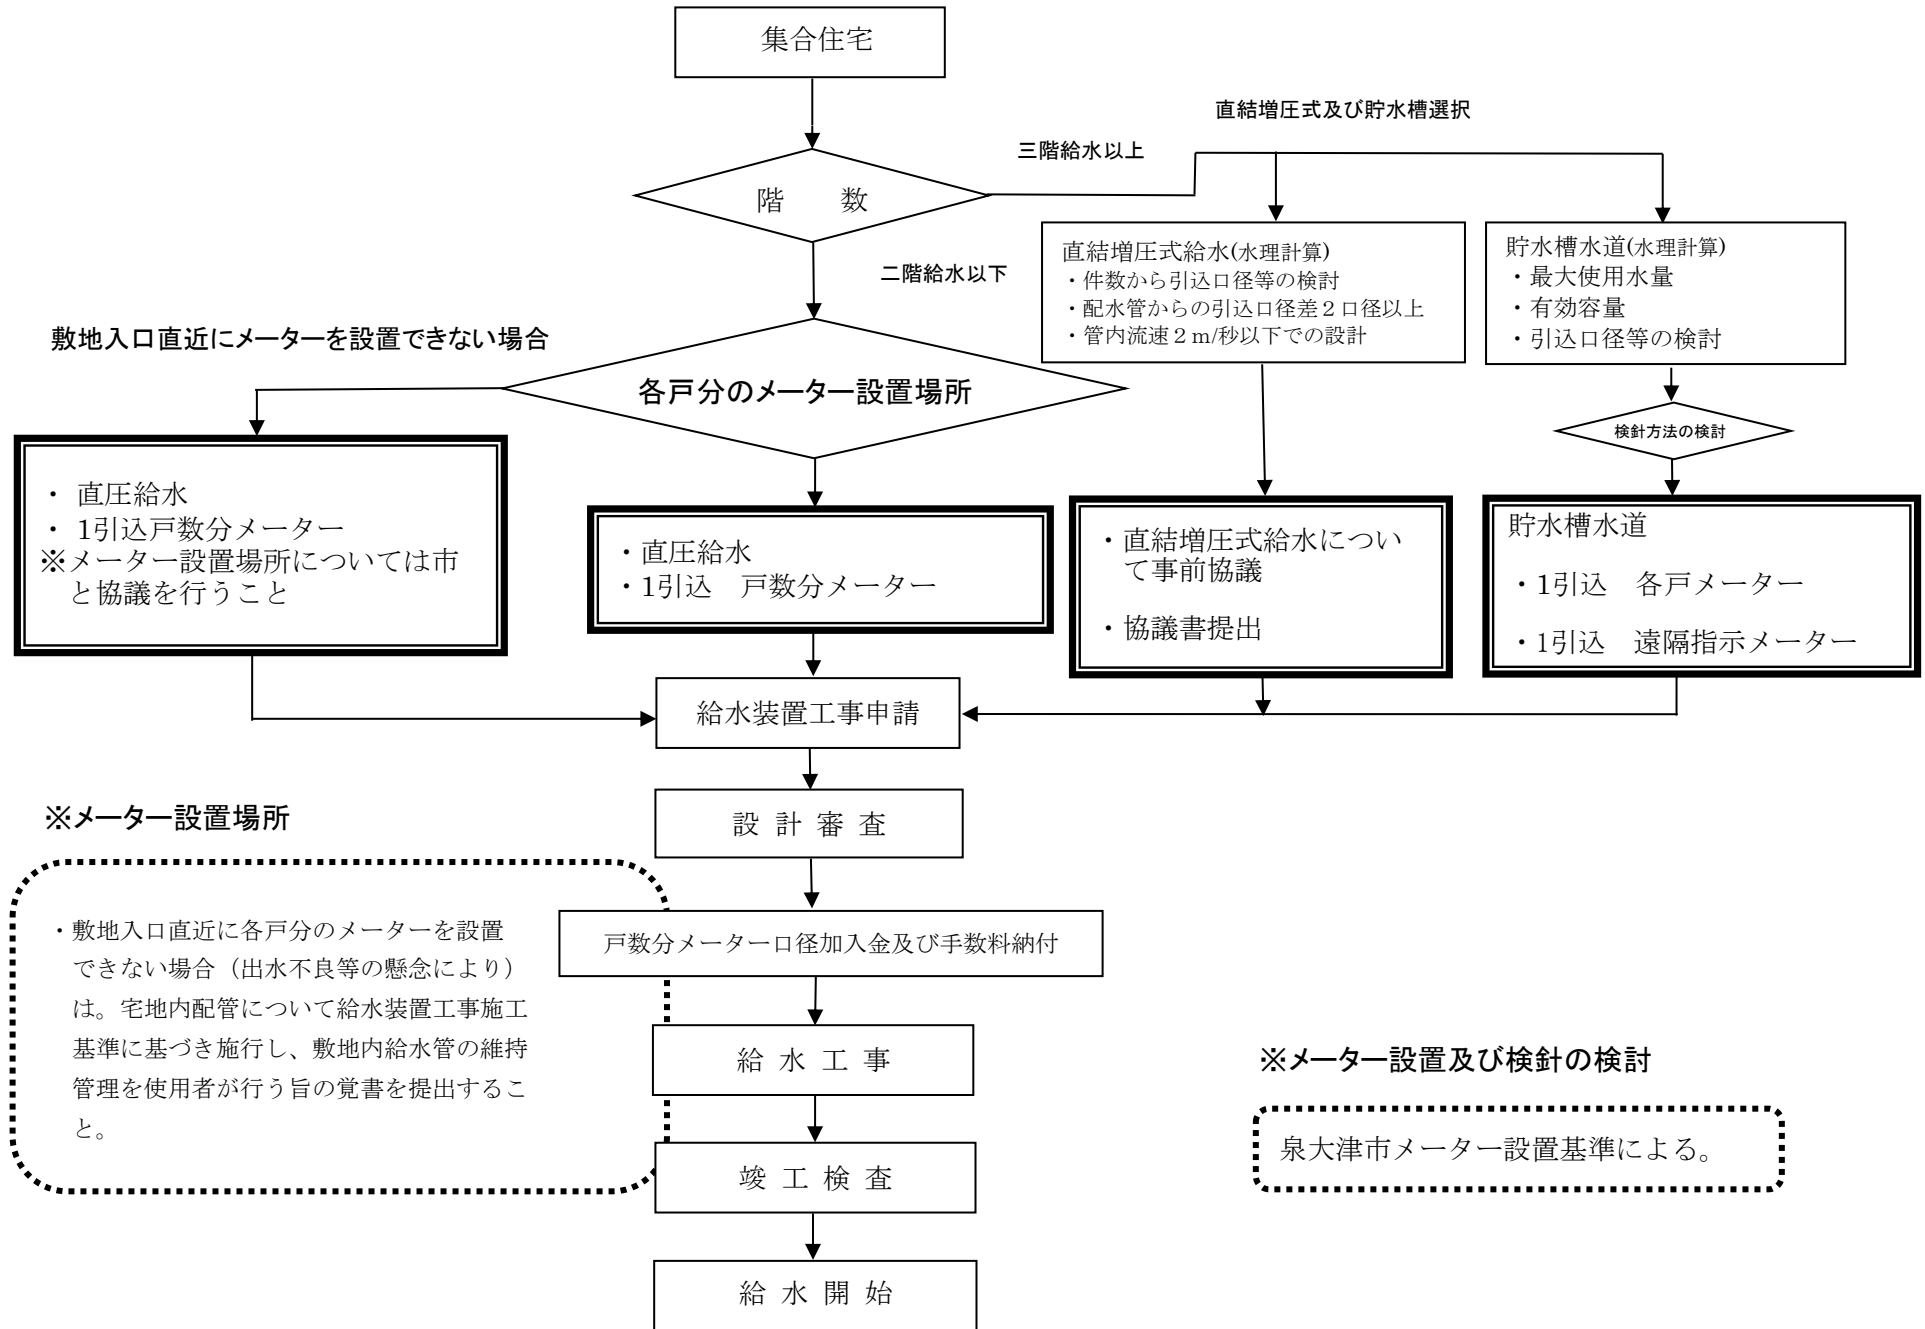 集合住宅
直結増圧式及び貯水槽選択
三階給水以上
階　　数
二階給水以下
直結増圧式給水(水理計算)
・件数から引込口径等の検討
・配水管からの引込口径差２口径以上
・管内流速２ｍ/秒以下での設計
貯水槽水道(水理計算)
・最大使用水量
・有効容量
・引込口径等の検討
敷地入口直近にメーターを設置できない場合
各戸分のメーター設置場所
検針方法の検討
・ 直圧給水
・ 1引込戸数分メーター
※メーター設置場所については市
と協議を行うこと
・直圧給水
・1引込　戸数分メーター
・直結増圧式給水につい
て事前協議
・協議書提出
貯水槽水道
・1引込　各戸メーター
・1引込　遠隔指示メーター
給水装置工事申請
設 計 審 査
※メーター設置場所
・敷地入口直近に各戸分のメーターを設置
できない場合（出水不良等の懸念により）
は。宅地内配管について給水装置工事施工
基準に基づき施行し、敷地内給水管の維持
管理を使用者が行う旨の覚書を提出するこ
と。
戸数分メーター口径加入金及び手数料納付
給 水 工 事
※メーター設置及び検針の検討
泉大津市メーター設置基準による。
竣 工 検 査
給 水 開 始